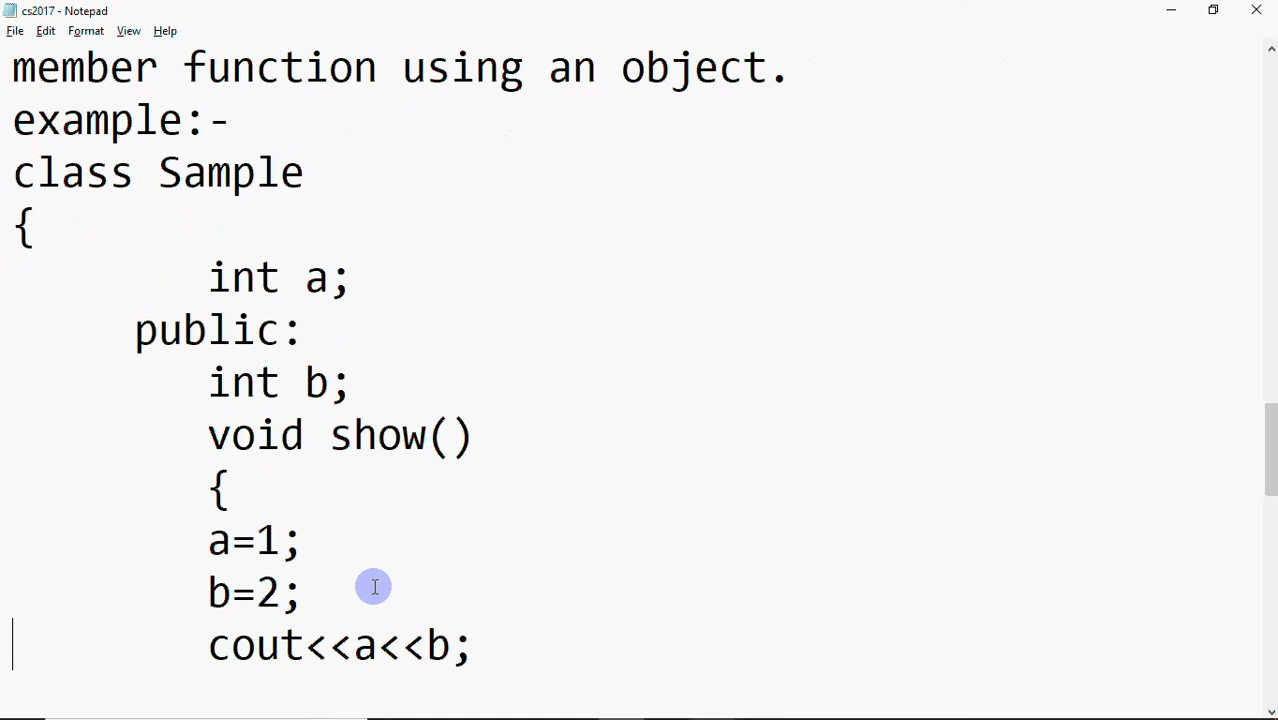 cs2017 - Notepad
File Edit Format View Help
member function using an object.
example:-
class Sample
{
int a;
public:
int b;
void show()
{
a=1;
b=2;
cout<<a<<b;